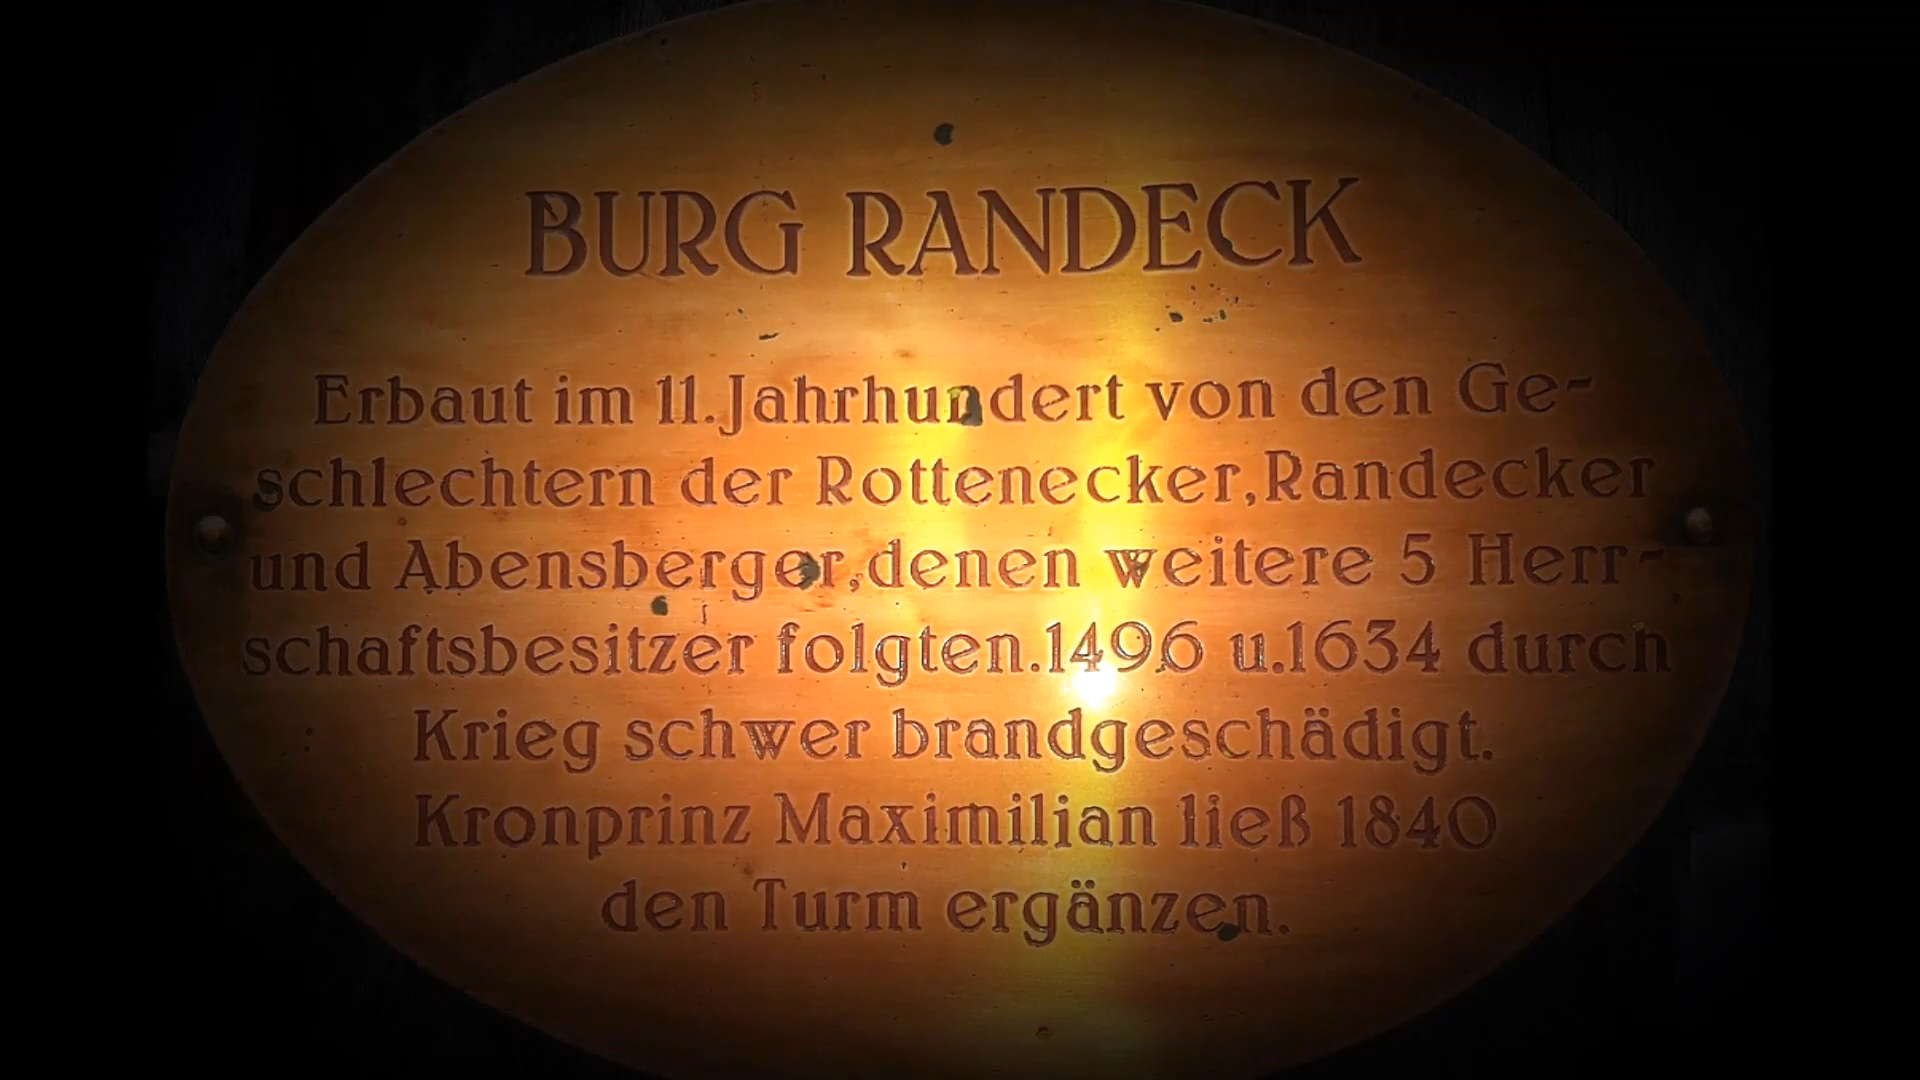 BURG RANDECK
Erbaut im 11. Jahrhundert von den Ge-
schlechtern der Rottenecker, Randecker
und Abensberger, denen weitere 5 Herr-
schaftsbesitzer folgten. 1496 u. 1634 durch
Krieg schwer brandgeschädigt.
Kronprinz Maximilian ließ 1840
den Turm ergänzen.